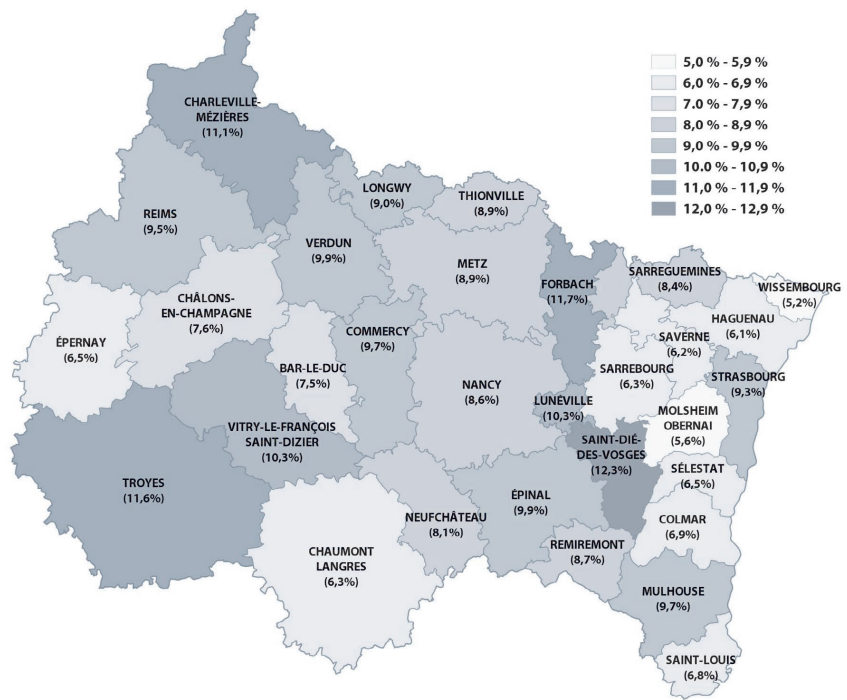 5,0 % - 5,9 %
6,0 % - 6,9 %
7.0 % - 7,9 %
8,0 % - 8,9 %
9,0 % - 9,9 %
10.0 % - 10,9 %
11,0 % - 11,9 %
12,0 % - 12,9 %
CHARLEVILLE-
MÉZIÈRES
(11,1%)
LONGWY
(9,0%)
THIONVILLE
(8,9%)
REIMS
(9,5%)
VERDUN
(9,9%)
METZ
(8,9%)
FORBACH
(11,7%)
SARREGUEMINES
(8,4%)
WISSEMBOURG
(5,2%)
HAGUENAU
(6,1%)
CHÂLONS-
EN-CHAMPAGNE
(7,6%)
ÉPERNAY
(6,5%)
COMMERCY
(9,7%)
SAVERNE
(6,2%)
BAR-LE-DUC
(7,5%)
SARREBOURG
(6,3%)
STRASBOURG
(9,3%)
NANCY
(8,6%)
LUNÉVILLE
(10,3%)
MOLSHEIM
OBERNAI
(5,6%)
VITRY-LE-FRANÇOIS
SAINT-DIZIER
(10,3%)
SAINT-DIÉ-
DES-VOSGES
(12,3%)
SÉLESTAT
(6,5%)
TROYES
(11,6%)
ÉPINAL
(9,9%)
NEUFCHÂTEAU
(8,1%)
COLMAR
(6,9%)
CHAUMONT
LANGRES
(6,3%)
REMIREMONT
(8,7%)
MULHOUSE
(9,7%)
SAINT-LOUIS
(6,8%)